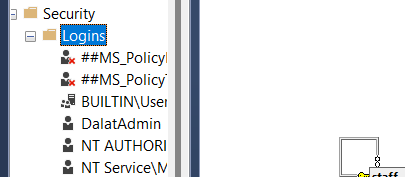 Security
Logins
##MS_Policy
##MS_Policy
BUILTIN\User
DalatAdmin
NT AUTHORI
NT Service\M
staff